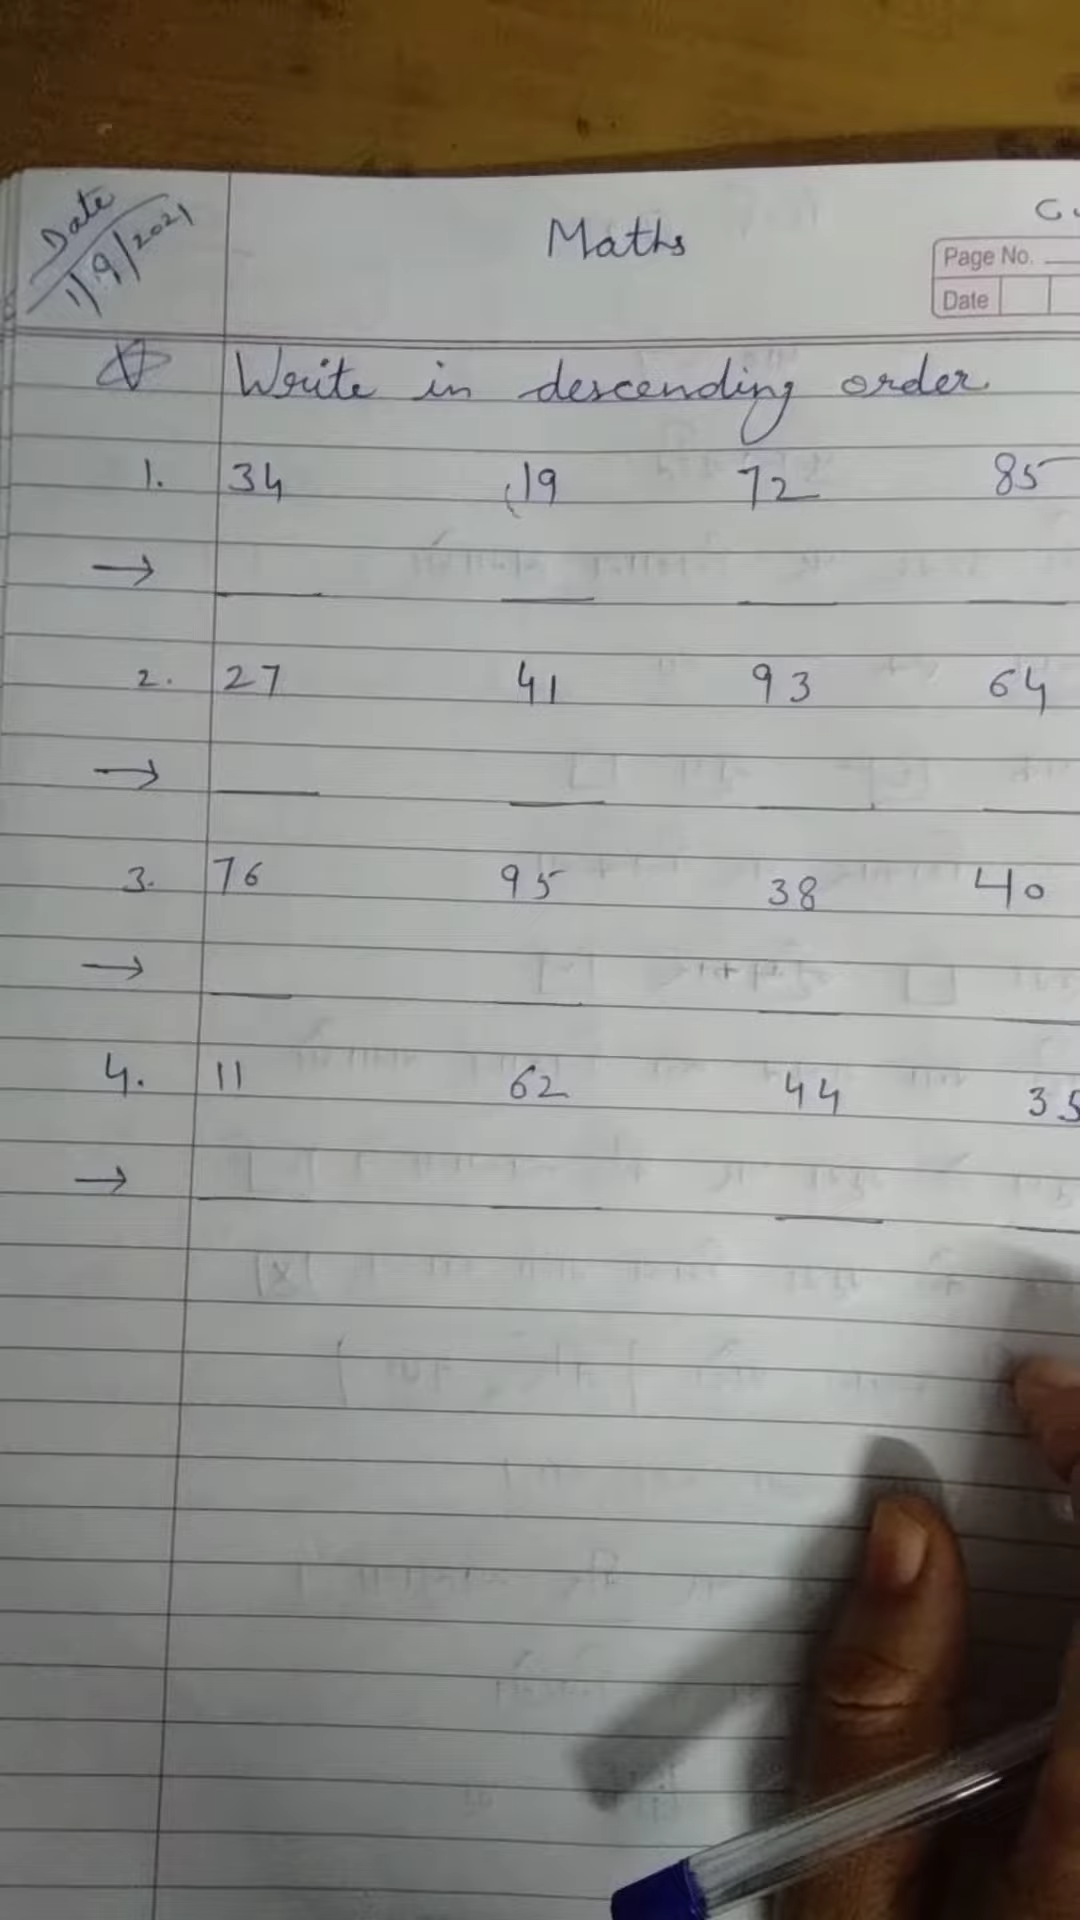 Date
1/9/2021
Maths
Page No.
Date
Write in descending order
1. 34 19 72 85
→
2. 27 41 93 64
→
3. 76 95 38 40
→
4. 11 62 44 35
→